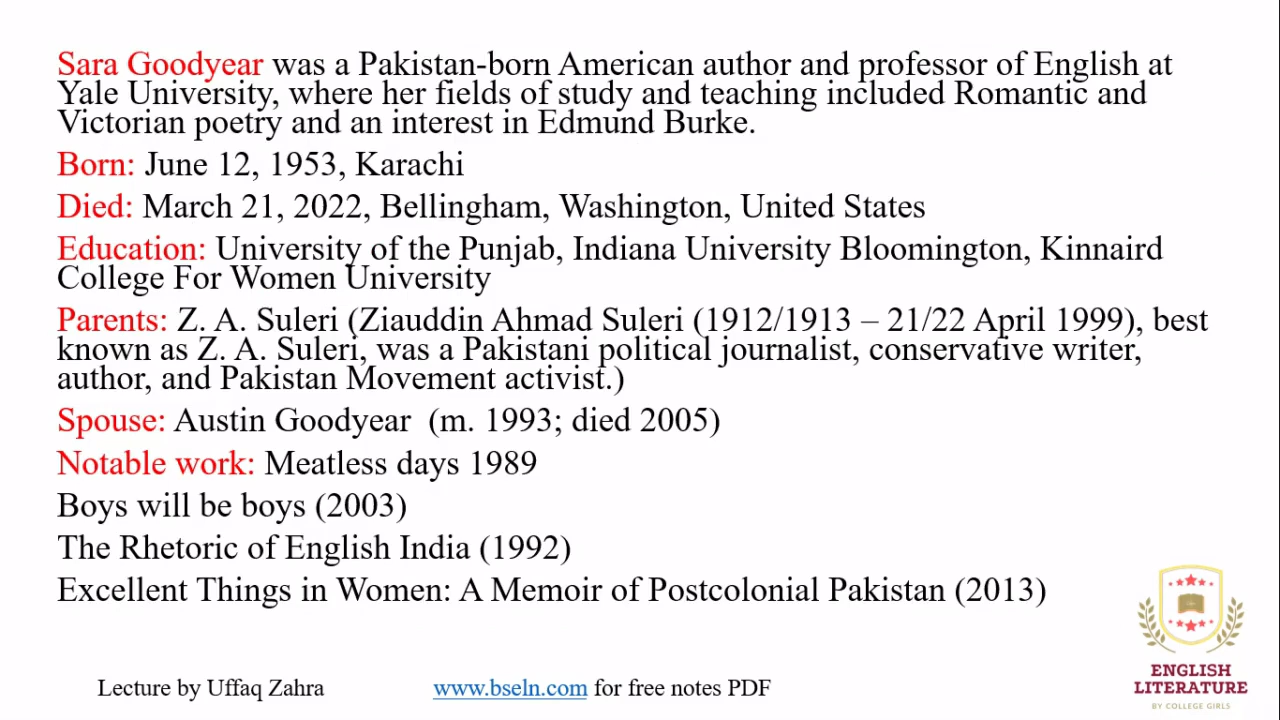 Sara Goodyear was a Pakistan-born American author and professor of English at
Yale University, where her fields of study and teaching included Romantic and
Victorian poetry and an interest in Edmund Burke.
Born: June 12, 1953, Karachi
Died: March 21, 2022, Bellingham, Washington, United States
Education: University of the Punjab, Indiana University Bloomington, Kinnaird
College For Women University
Parents: Z. A. Suleri (Ziauddin Ahmad Suleri (1912/1913 – 21/22 April 1999), best
known as Z. A. Suleri, was a Pakistani political journalist, conservative writer,
author, and Pakistan Movement activist.)
Spouse: Austin Goodyear (m. 1993; died 2005)
Notable work: Meatless days 1989
Boys will be boys (2003)
The Rhetoric of English India (1992)
Excellent Things in Women: A Memoir of Postcolonial Pakistan (2013)
Lecture by Uffaq Zahra
www.bseln.com for free notes PDF
ENGLISH
LITERATURE
BY COLLEGE GIRLS